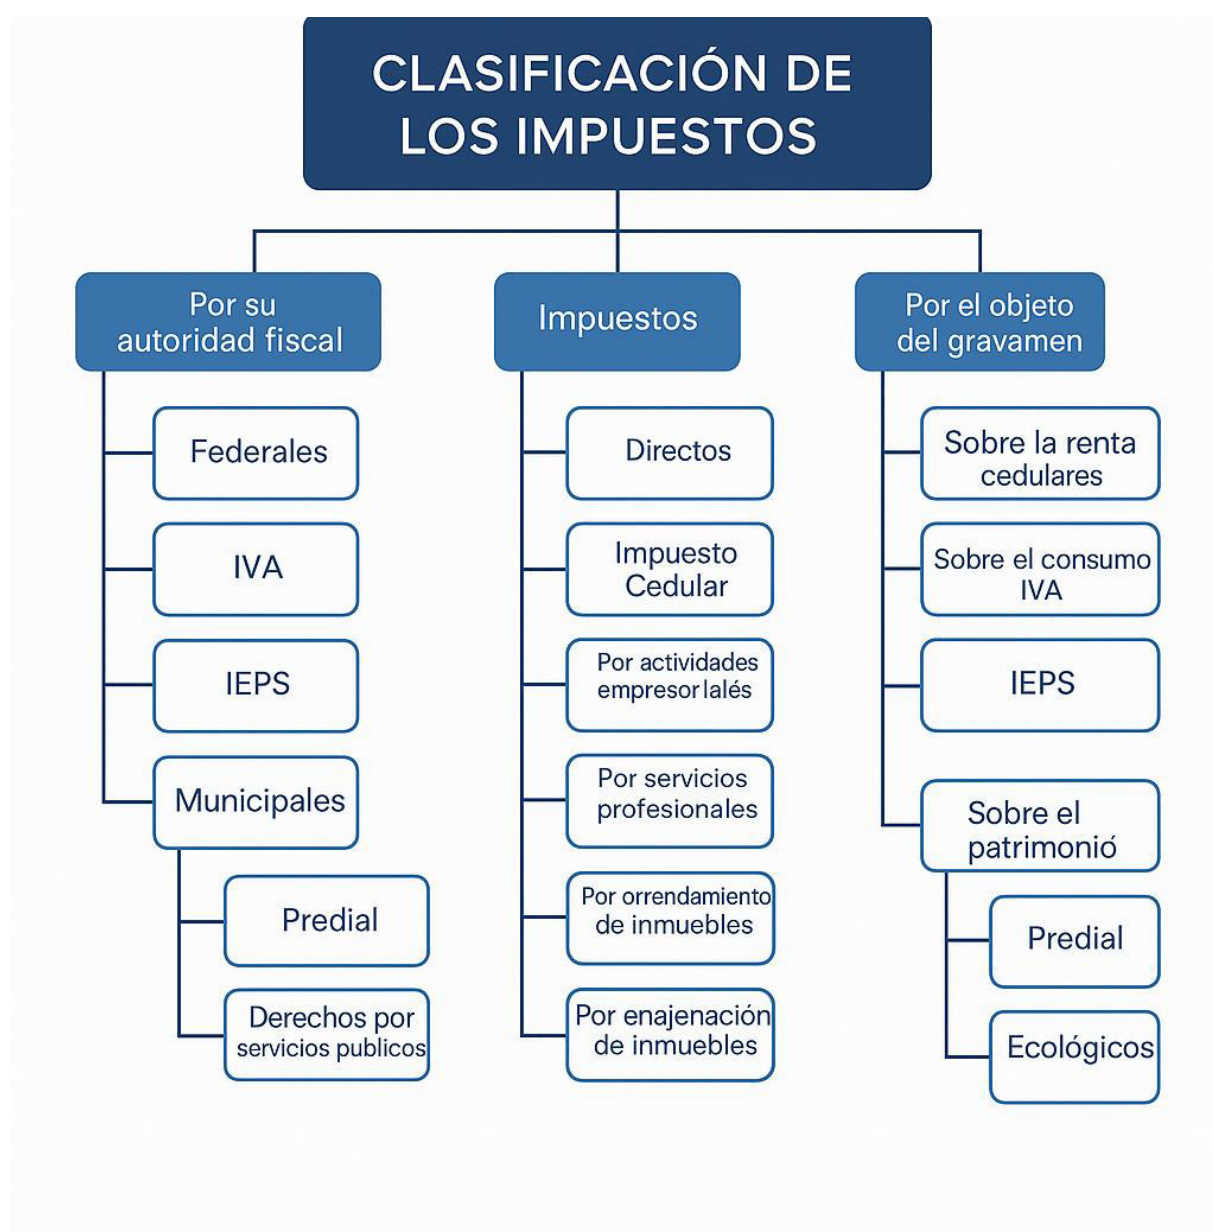 CLASIFICACIÓN DE
LOS IMPUESTOS
Por su
autoridad fiscal
Federales
IVA
IEPS
Municipales
Predial
Derechos por
servicios publicos
Impuestos
Directos
Impuesto
Cedular
Por actividades
empresorlalés
Por servicios
profesionales
Por orrendamiento
de inmuebles
Por enajenación
de inmuebles
Por el objeto
del gravamen
Sobre la renta
cedulares
Sobre el consumo
IVA
IEPS
Sobre el
patrimonió
Predial
Ecológicos